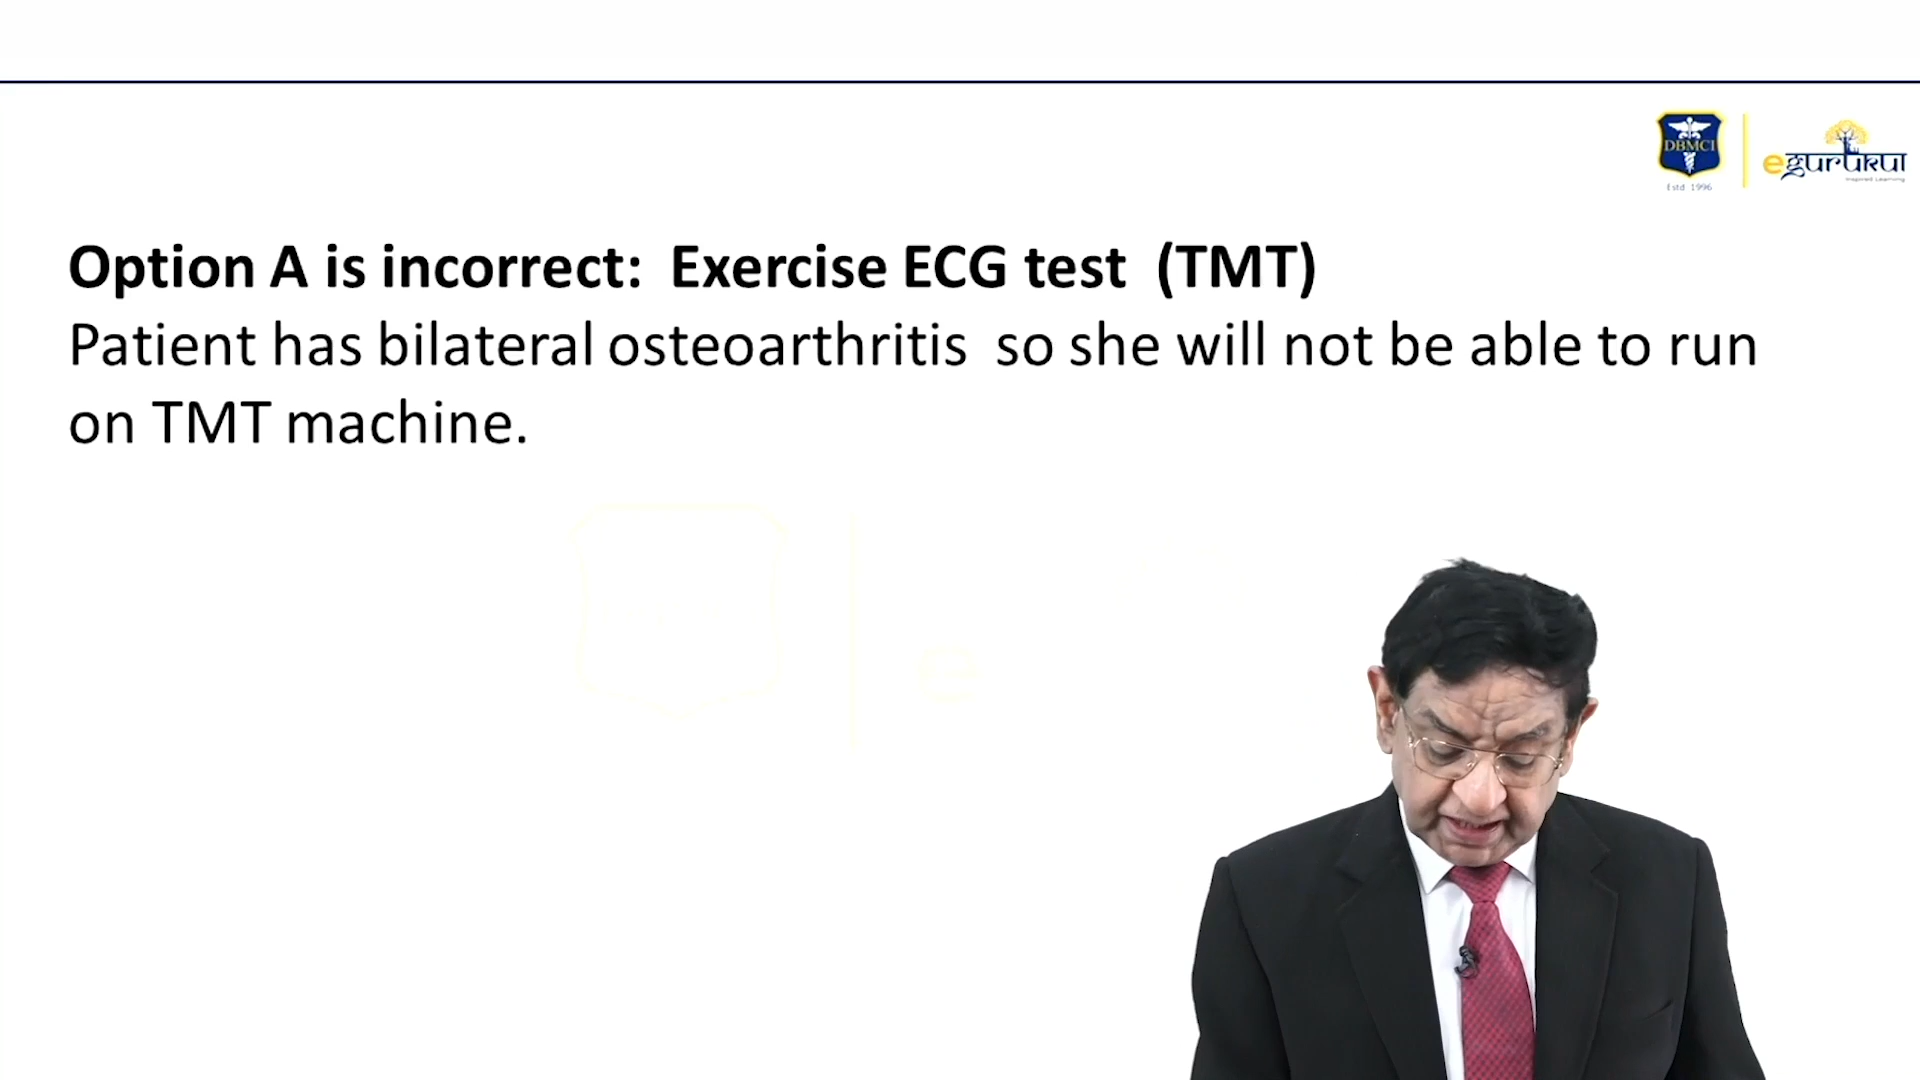 DBMCI
Estd 1996
egurukul
Inspired Learning
Option A is incorrect: Exercise ECG test (TMT)
Patient has bilateral osteoarthritis so she will not be able to run
on TMT machine.
e